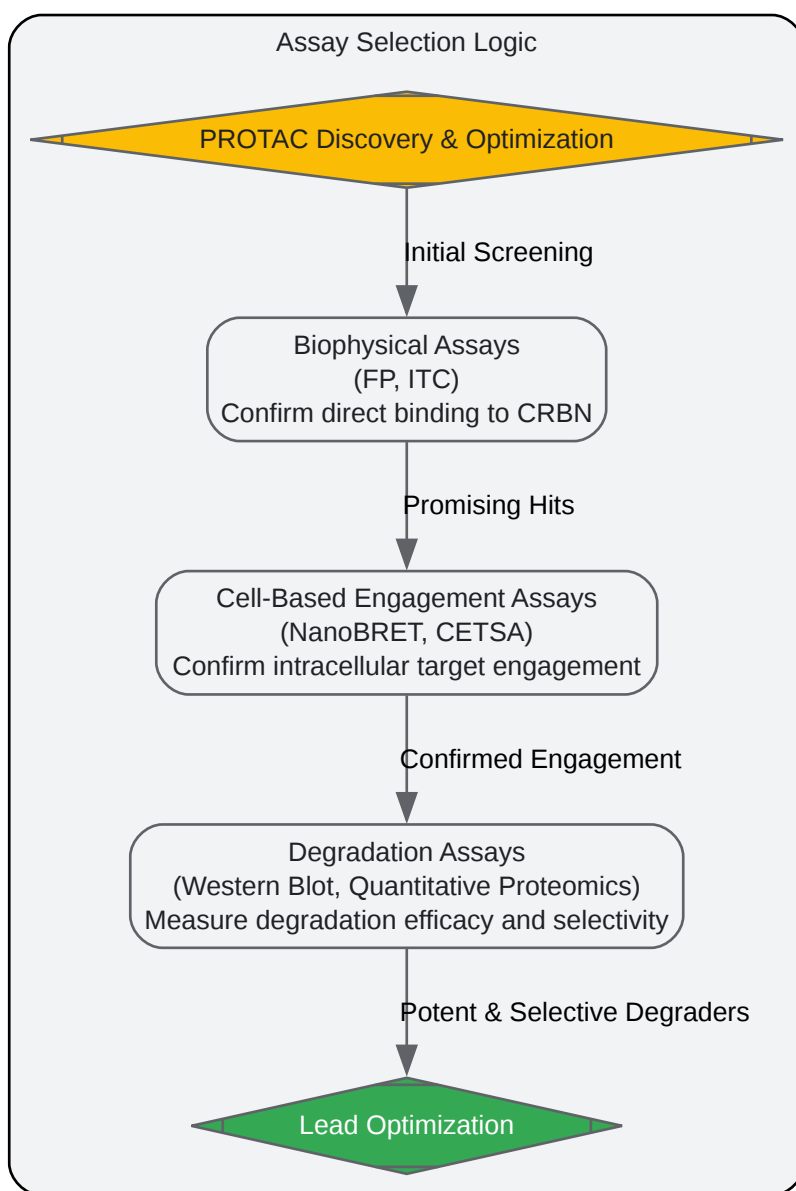 Assay Selection Logic
PROTAC Discovery & Optimization
Initial Screening
Biophysical Assays
(FP, ITC)
Confirm direct binding to CRBN
Promising Hits
Cell-Based Engagement Assays
(NanoBRET, CETSA)
Confirm intracellular target engagement
Confirmed Engagement
Degradation Assays
(Western Blot, Quantitative Proteomics)
Measure degradation efficacy and selectivity
Potent & Selective Degraders
Lead Optimization